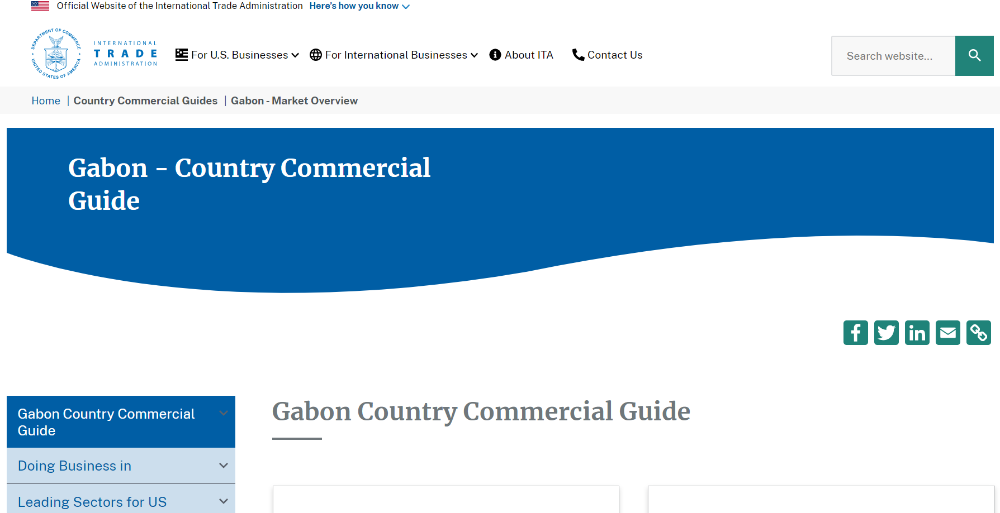 Official Website of the International Trade Administration Here's how you know
DEPARTMENT OF COMMERCE
UNITED STATES OF AMERICA
INTERNATIONAL
TRADE
ADMINISTRATION
For U.S. Businesses For International Businesses About ITA Contact Us
Search website...
Home | Country Commercial Guides | Gabon - Market Overview
Gabon - Country Commercial
Guide
Gabon Country Commercial
Guide
Doing Business in
Leading Sectors for US
Gabon Country Commercial Guide